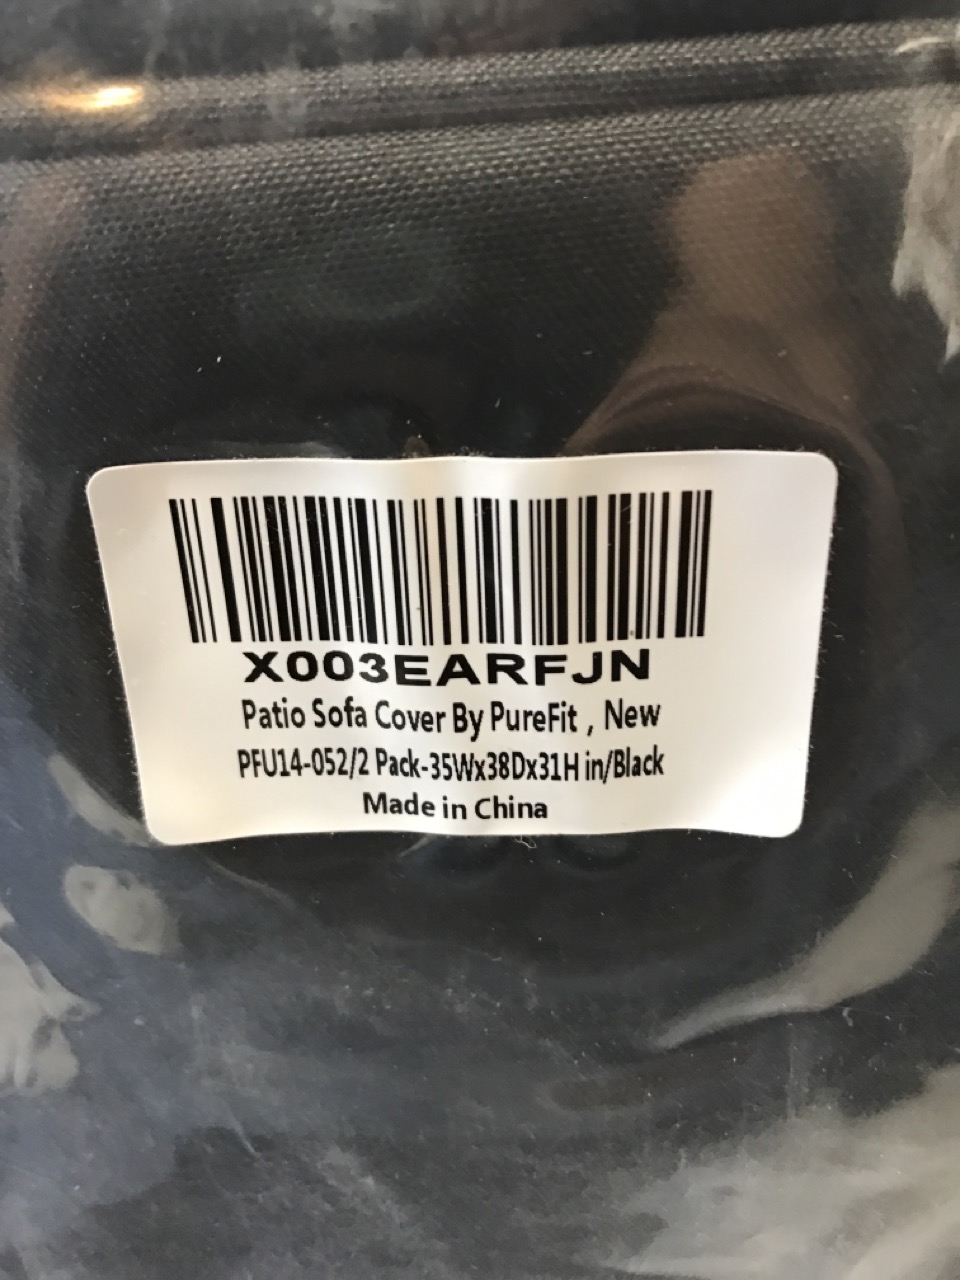 X003EARFJN
Patio Sofa Cover By PureFit , New
PFU14-052/2 Pack-35Wx38Dx31H in/Black
Made in China